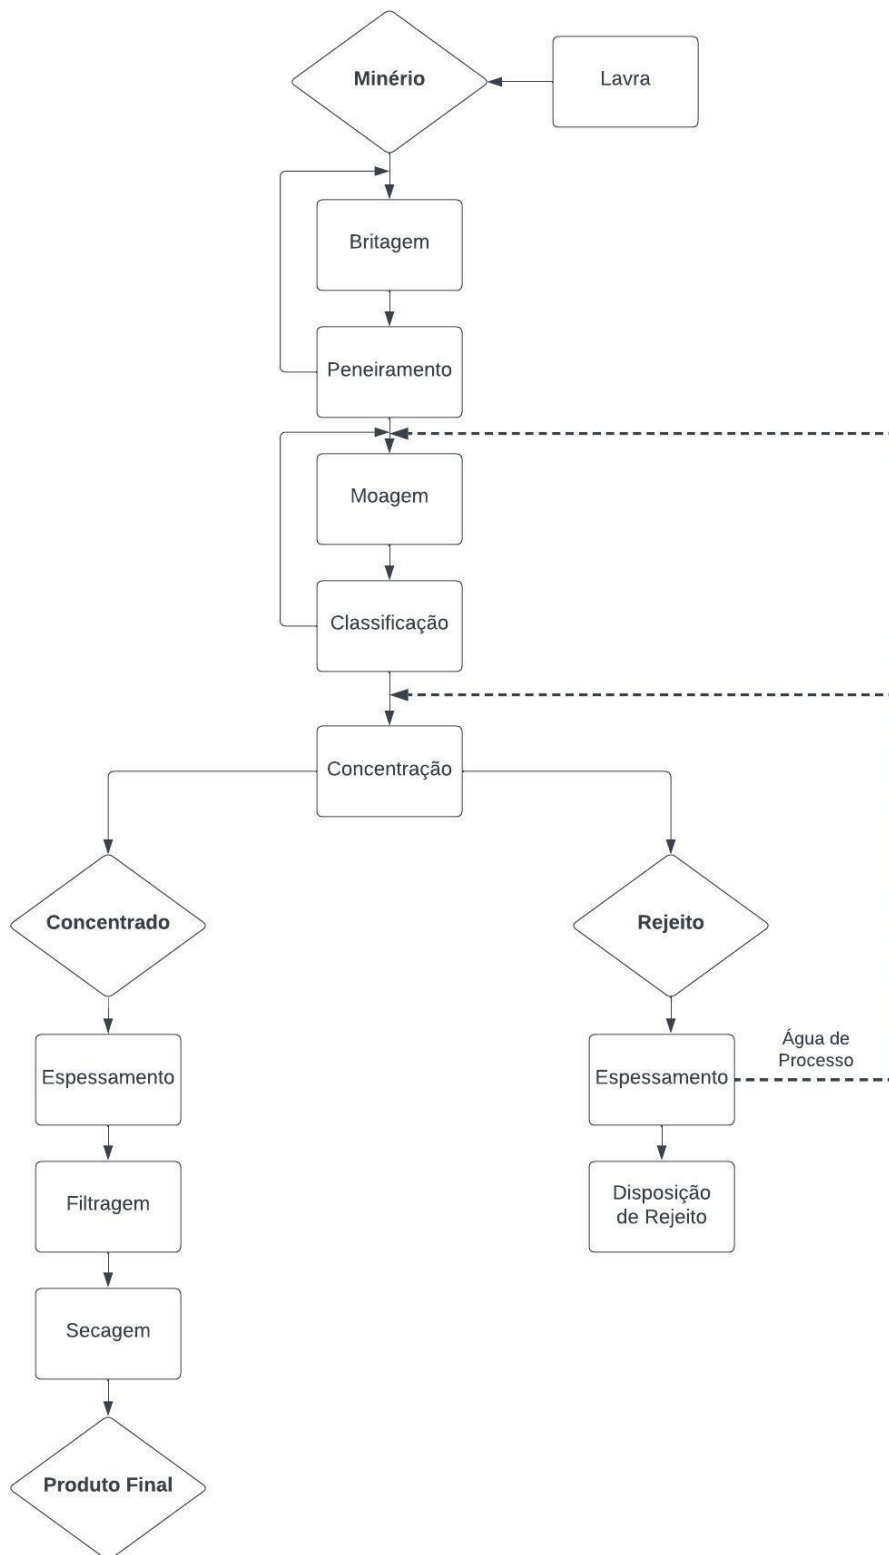 Minério
Lavra
Britagem
Peneiramento
Moagem
Classificação
Concentração
Concentrado
Rejeito
Espessamento
Espessamento
Água de
Processo
Filtragem
Disposição
de Rejeito
Secagem
Produto Final